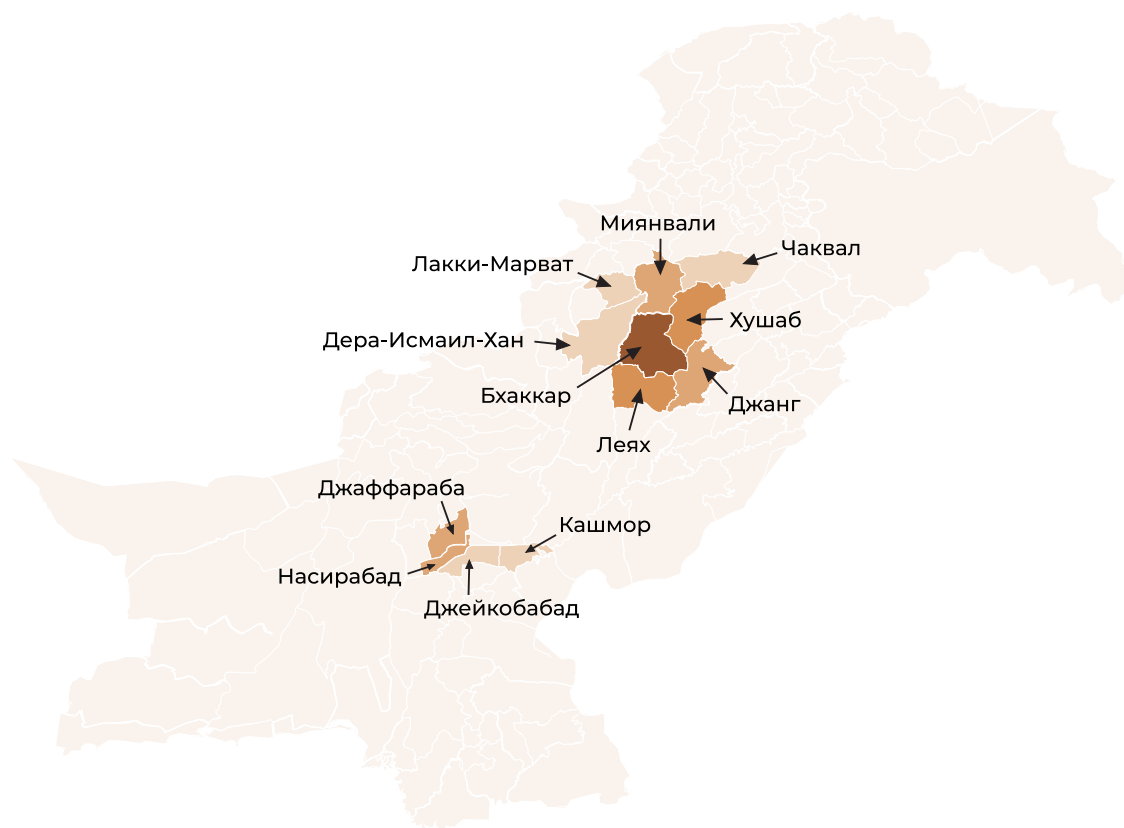 Миянвали
Чаквал
Лакки-Марват
Хушаб
Дера-Исмаил-Хан
Бхаккар
Джанг
Леях
Джаффараба
Кашмор
Насирабад
Джейкобабад